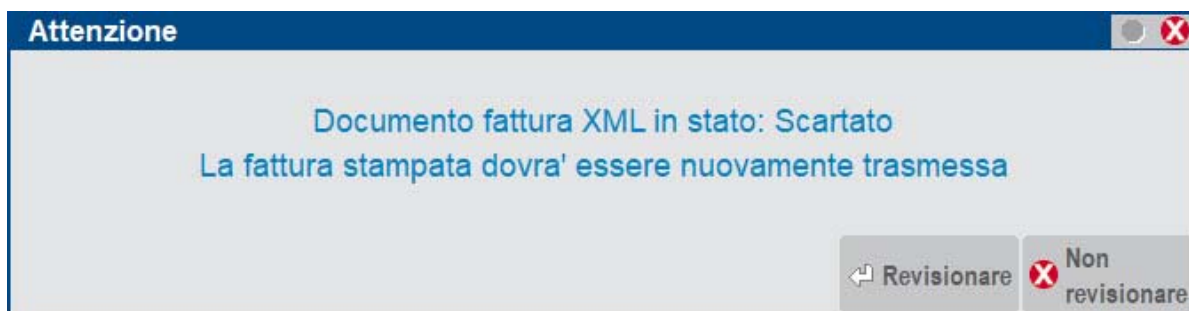 Attenzione
Documento fattura XML in stato: Scartato
La fattura stampata dovra' essere nuovamente trasmessa
Revisionare
Non
revisionare